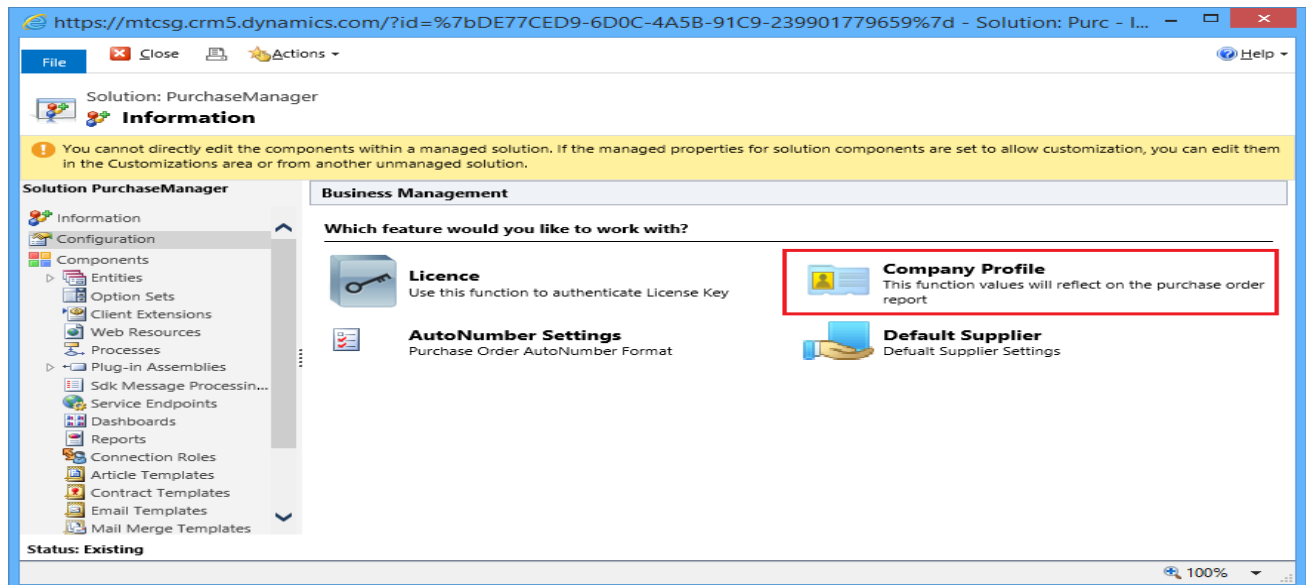 https://mtcsg.crm5.dynamics.com/?id=%7bDE77CED9-6D0C-4A5B-91C9-239901779659%7d - Solution: Purc - I...
File
Close
Actions
Help
Solution: PurchaseManager
Information
You cannot directly edit the components within a managed solution. If the managed properties for solution components are set to allow customization, you can edit them
in the Customizations area or from another unmanaged solution.
Solution PurchaseManager
Information
Configuration
Components
Entities
Option Sets
Client Extensions
Web Resources
Processes
Plug-in Assemblies
Sdk Message Processin...
Service Endpoints
Dashboards
Reports
Connection Roles
Article Templates
Contract Templates
Email Templates
Mail Merge Templates
Business Management
Which feature would you like to work with?
Licence
Use this function to authenticate License Key
Company Profile
This function values will reflect on the purchase order
report
AutoNumber Settings
Purchase Order AutoNumber Format
Default Supplier
Defualt Supplier Settings
Status: Existing
100%